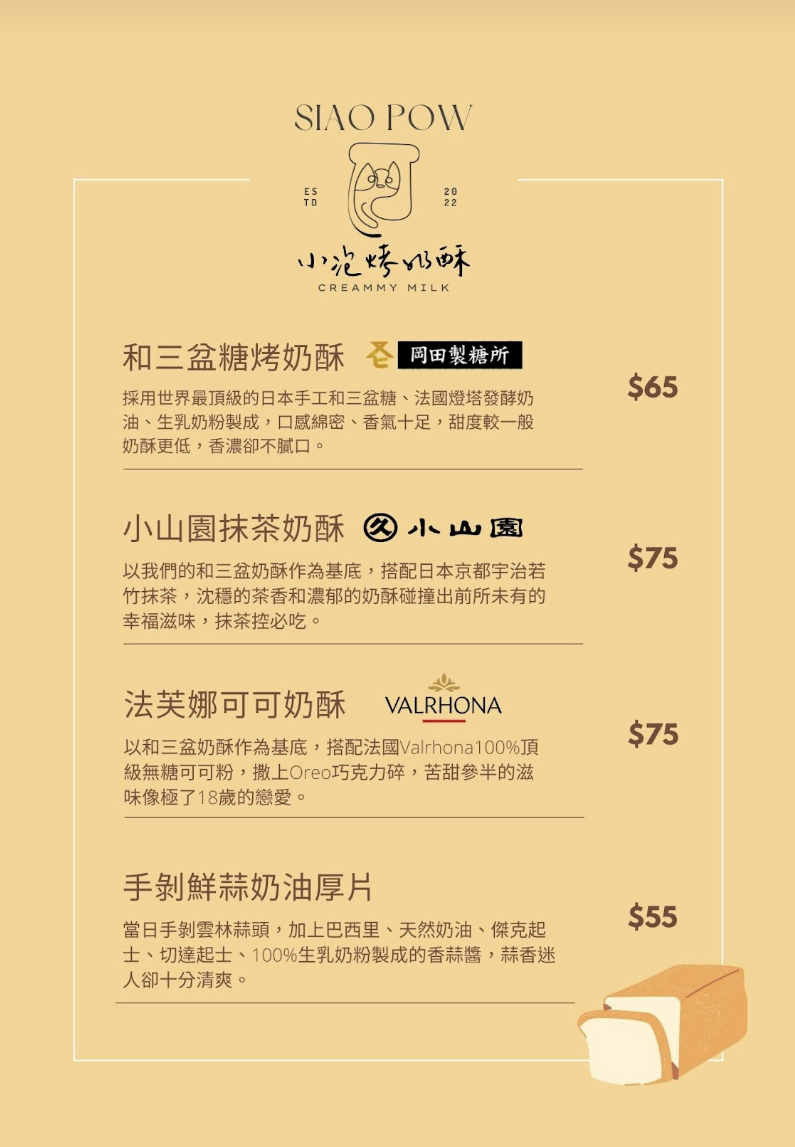 SIAO POW
ES
TD
20
22
小泡烤奶酥
CREAMMY MILK
和三盆糖烤奶酥 岡田製糖所
$65
採用世界最頂級的日本手工和三盆糖、法國燈塔發酵奶
油、生乳奶粉製成，口感綿密、香氣十足，甜度較一般
奶酥更低，香濃卻不膩口。
小山園抹茶奶酥 久 小山園
$75
以我們的和三盆奶酥作為基底，搭配日本京都宇治若
竹抹茶，沈穩的茶香和濃郁的奶酥碰撞出前所未有的
幸福滋味，抹茶控必吃。
法芙娜可可奶酥 VALRHONA
$75
以和三盆奶酥作為基底，搭配法國Valrhona100%頂
級無糖可可粉，撒上Oreo巧克力碎，苦甜參半的滋
味像極了18歲的戀愛。
手剝鮮蒜奶油厚片
$55
當日手剝雲林蒜頭，加上巴西里、天然奶油、傑克起
士、切達起士、100%生乳奶粉製成的香蒜醬，蒜香迷
人卻十分清爽。